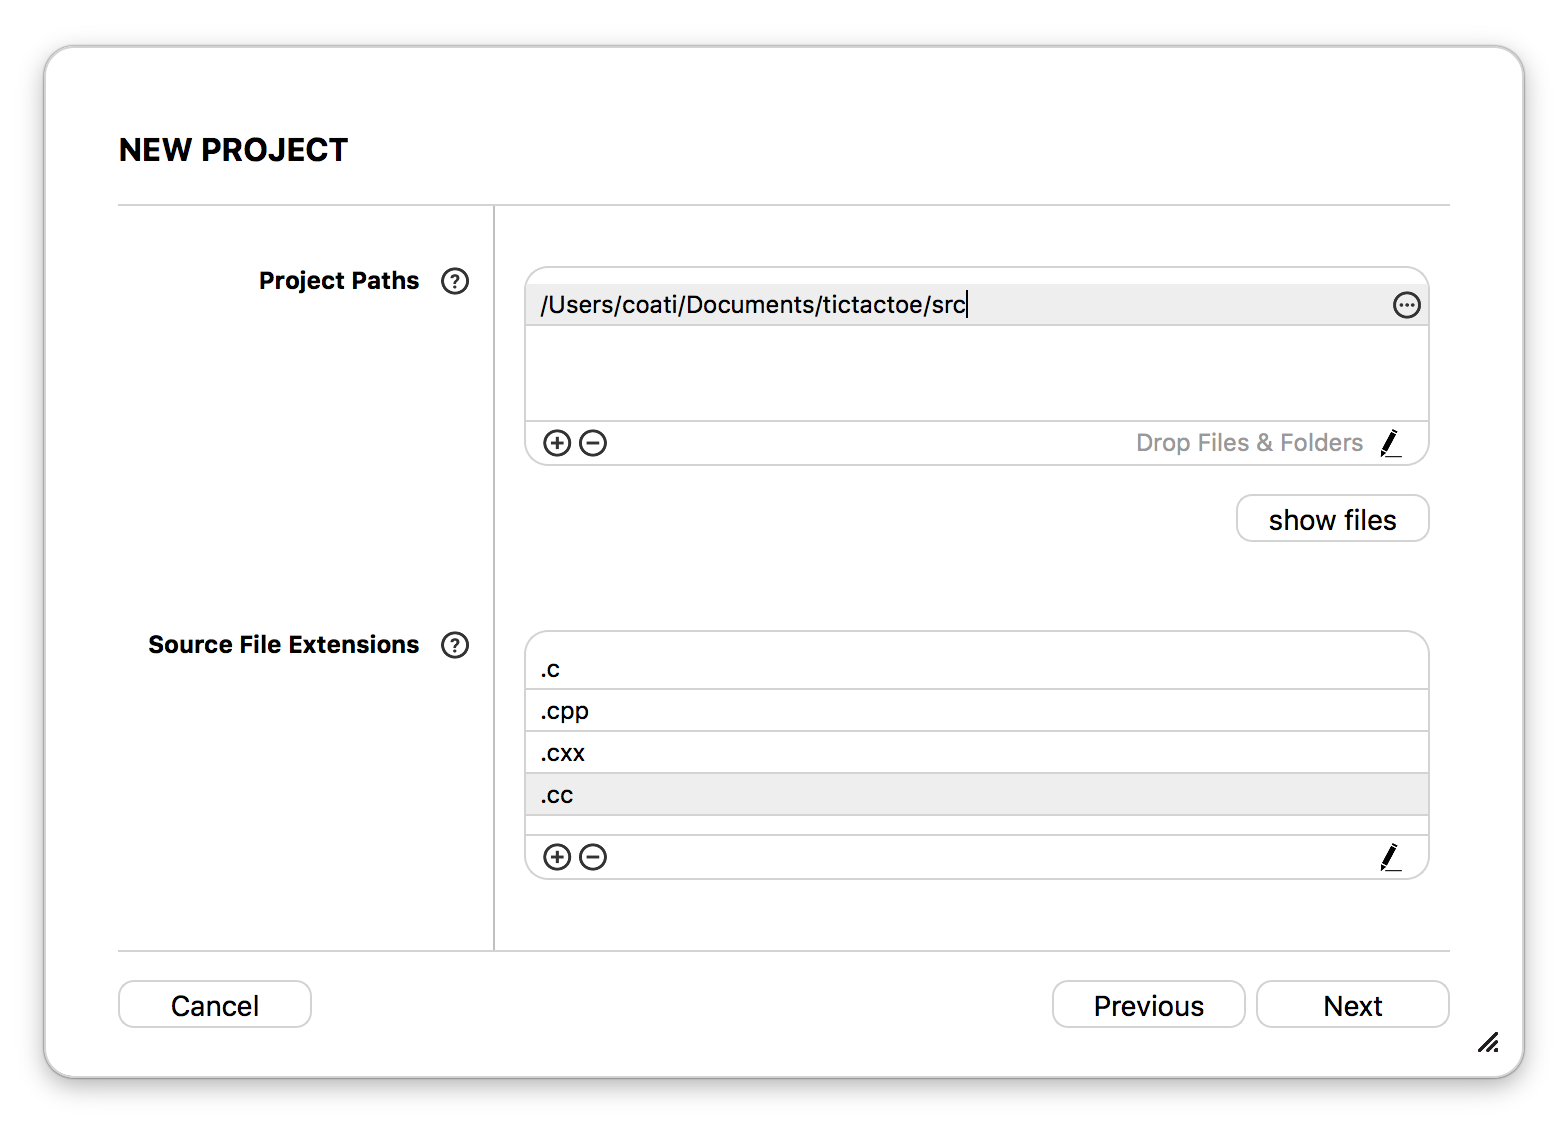 NEW PROJECT
Project Paths ?
/Users/coati/Documents/tictactoe/src
Drop Files & Folders
show files
Source File Extensions ?
.c
.cpp
.cxx
.cc
Cancel
Previous
Next